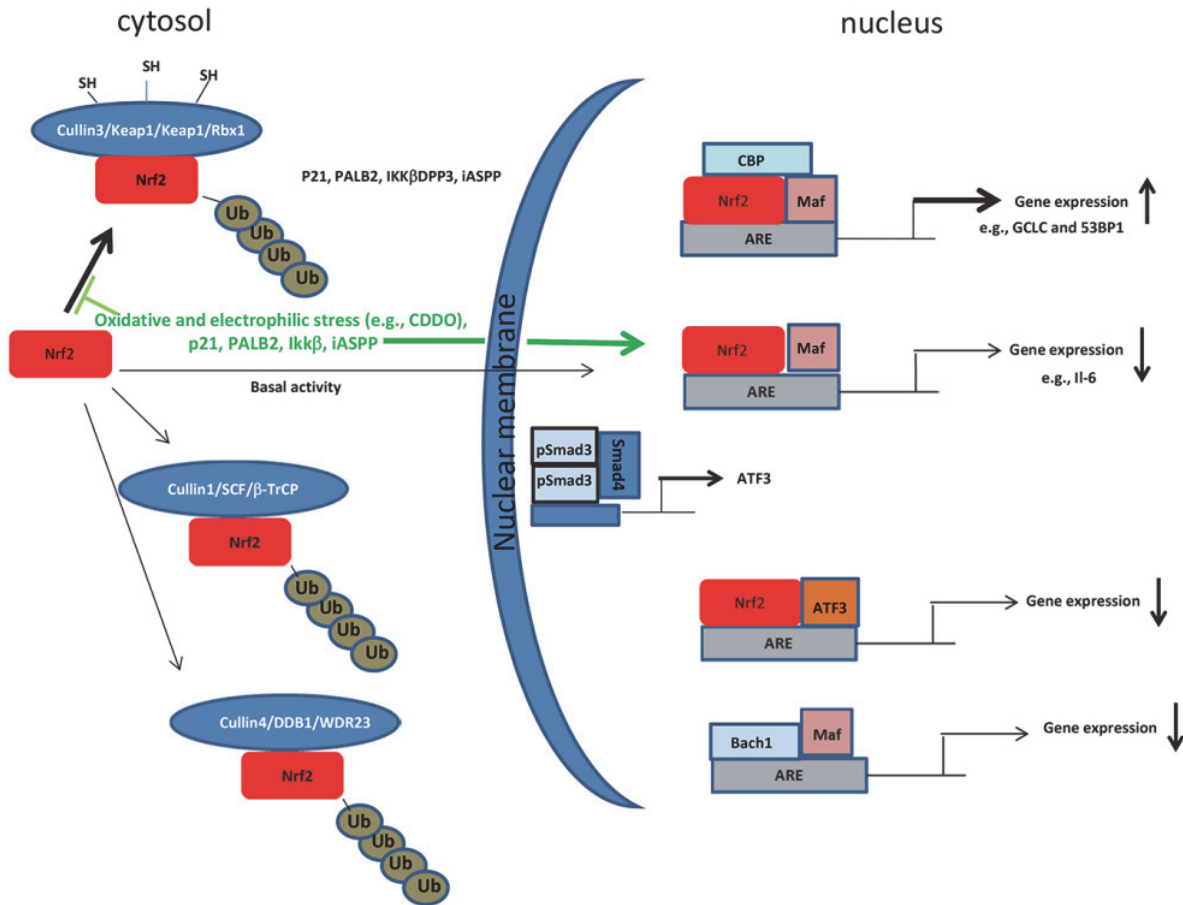 cytosol
nucleus
SH
SH
SH
Cullin3/Keap1/Keap1/Rbx1
Nrf2
P21, PALB2, IKKβDPP3, iASPP
Ub
Ub
Ub
Ub
CBP
Nrf2
Maf
ARE
Gene expression
e.g., GCLC and 53BP1
Oxidative and electrophilic stress (e.g., CDDO),
p21, PALB2, Ikkβ, iASPP
Nrf2
Basal activity
Nuclear membrane
Nrf2
Maf
ARE
Gene expression
e.g., Il-6
pSmad3
pSmad3
Smad4
ATF3
Cullin1/SCF/β-TrCP
Nrf2
Ub
Ub
Ub
Ub
Nrf2
ATF3
ARE
Gene expression
Cullin4/DDB1/WDR23
Nrf2
Ub
Ub
Ub
Ub
Bach1
Maf
ARE
Gene expression